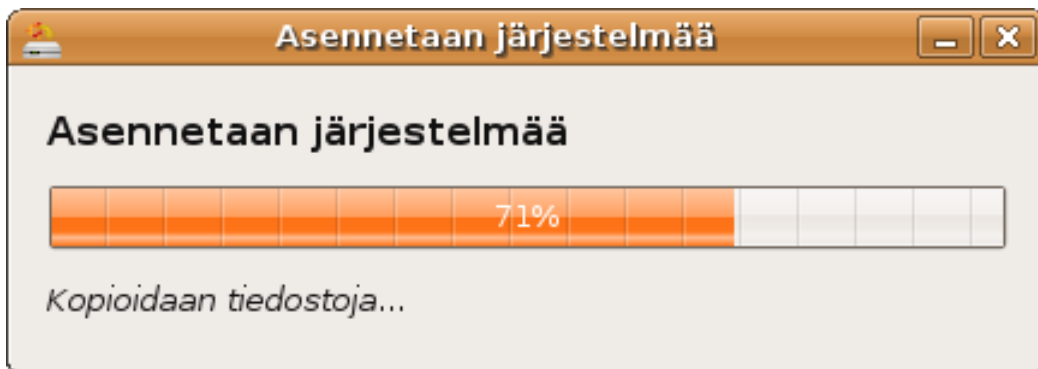 Asennetaan järjestelmää
Asennetaan järjestelmää
71%
Kopioidaan tiedostoja...